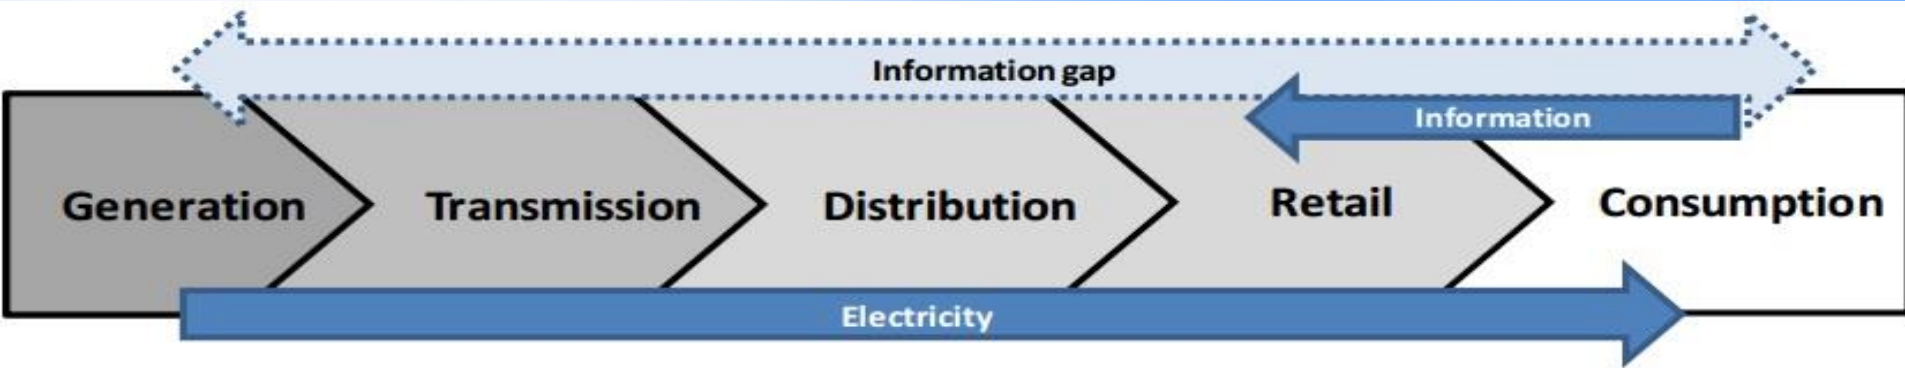 Information gap
Information
Generation
Transmission
Distribution
Retail
Consumption
Electricity